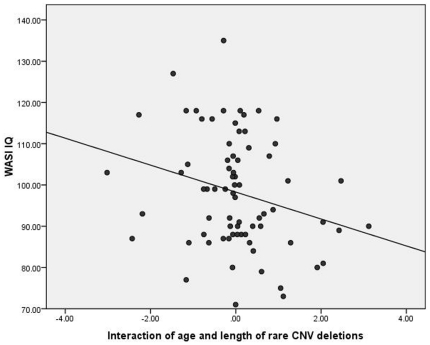 140.00
130.00
120.00
110.00
100.00
90.00
80.00
70.00
WASI IQ
-4.00 -2.00 .00 2.00 4.00
Interaction of age and length of rare CNV deletions